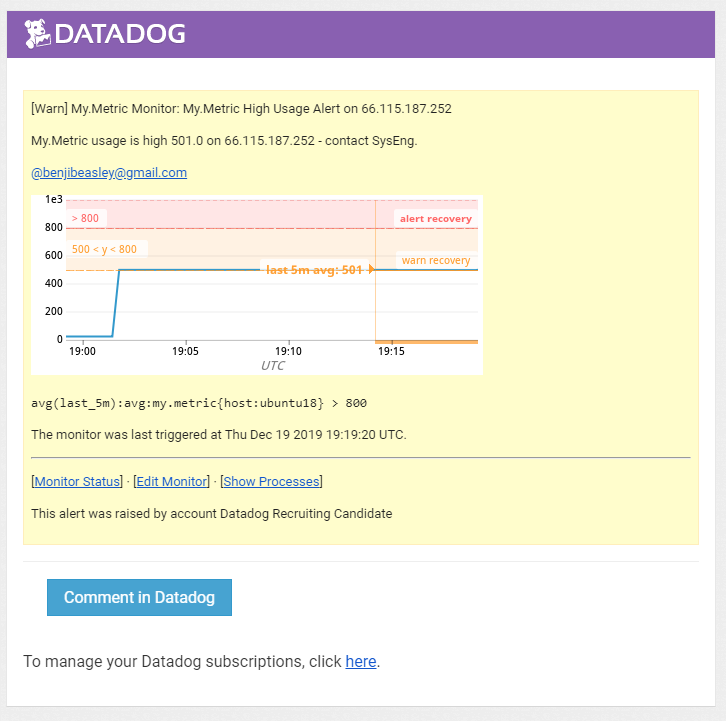 DATADOG
[Warn] My.Metric Monitor: My.Metric High Usage Alert on 66.115.187.252
My.Metric usage is high 501.0 on 66.115.187.252 - contact SysEng.
@benjibeasley@gmail.com
1e3
> 800
alert recovery
800
500 < y < 800
600
warn recovery
last 5m avg: 501
400
200
0
19:00 19:05 19:10 19:15
UTC
avg(last_5m):avg:my.metric{host:ubuntu18} > 800
The monitor was last triggered at Thu Dec 19 2019 19:19:20 UTC.
[Monitor Status] · [Edit Monitor] · [Show Processes]
This alert was raised by account Datadog Recruiting Candidate
Comment in Datadog
To manage your Datadog subscriptions, click here.